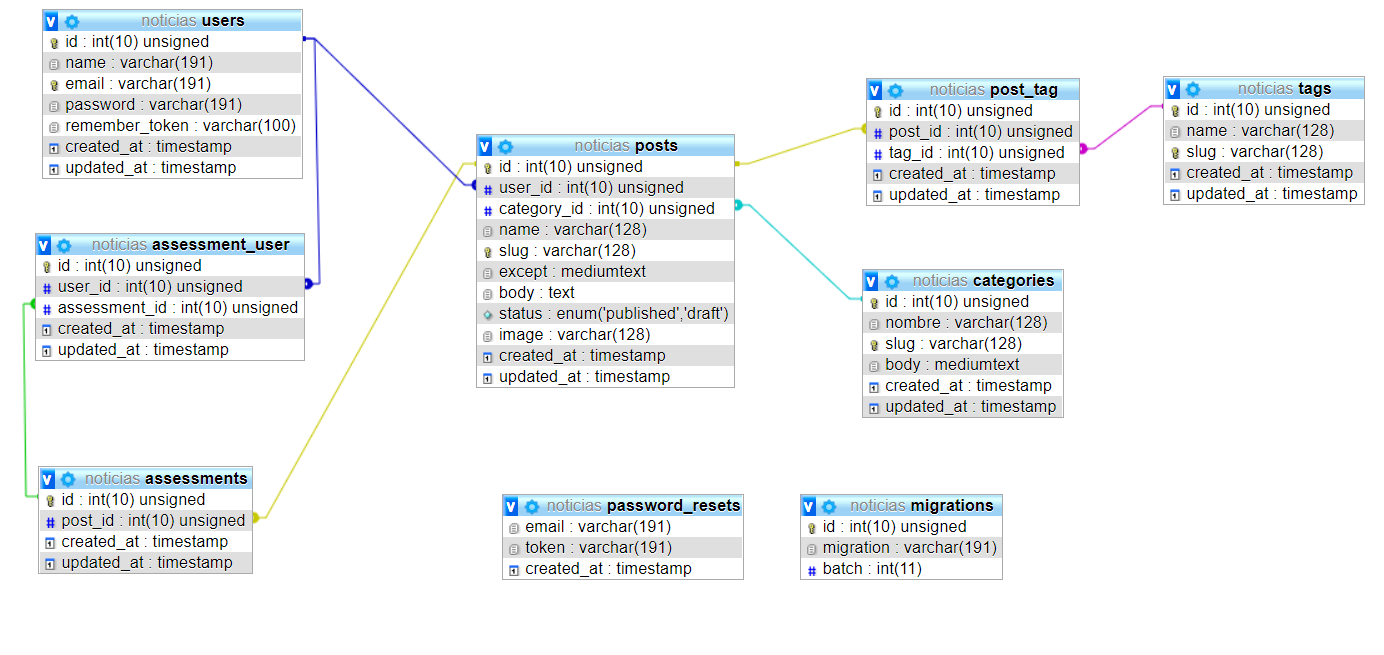 noticias users
id : int(10) unsigned
name : varchar(191)
email : varchar(191)
password : varchar(191)
remember_token : varchar(100)
created_at : timestamp
updated_at : timestamp
noticias assessment_user
id : int(10) unsigned
user_id : int(10) unsigned
assessment_id : int(10) unsigned
created_at : timestamp
updated_at : timestamp
noticias assessments
id : int(10) unsigned
post_id : int(10) unsigned
created_at : timestamp
updated_at : timestamp
noticias posts
id : int(10) unsigned
user_id : int(10) unsigned
category_id : int(10) unsigned
name : varchar(128)
slug : varchar(128)
except : mediumtext
body : text
status : enum('published','draft')
image : varchar(128)
created_at : timestamp
updated_at : timestamp
noticias password_resets
email : varchar(191)
token : varchar(191)
created_at : timestamp
noticias post_tag
id : int(10) unsigned
post_id : int(10) unsigned
tag_id : int(10) unsigned
created_at : timestamp
updated_at : timestamp
noticias categories
id : int(10) unsigned
nombre : varchar(128)
slug : varchar(128)
body : mediumtext
created_at : timestamp
updated_at : timestamp
noticias migrations
id : int(10) unsigned
migration : varchar(191)
batch : int(11)
noticias tags
id : int(10) unsigned
name : varchar(128)
slug : varchar(128)
created_at : timestamp
updated_at : timestamp